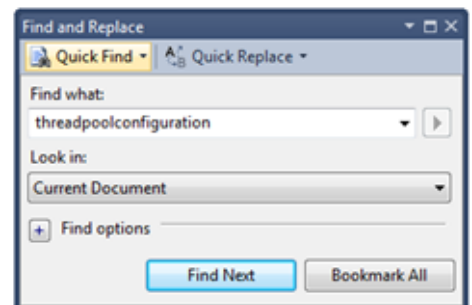 Find and Replace
Quick Find Quick Replace
Find what:
threadpoolconfiguration
Look in:
Current Document
Find options
Find Next Bookmark All